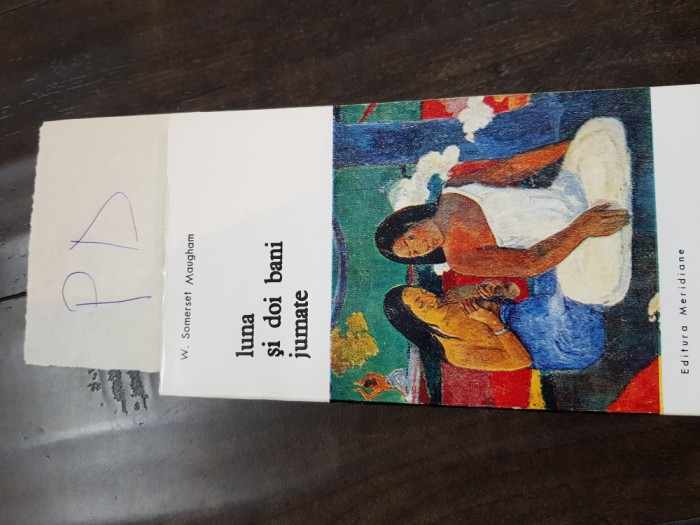 PD
W. Somerset Maugham
luna
și doi bani
jumate
Editura Meridiane